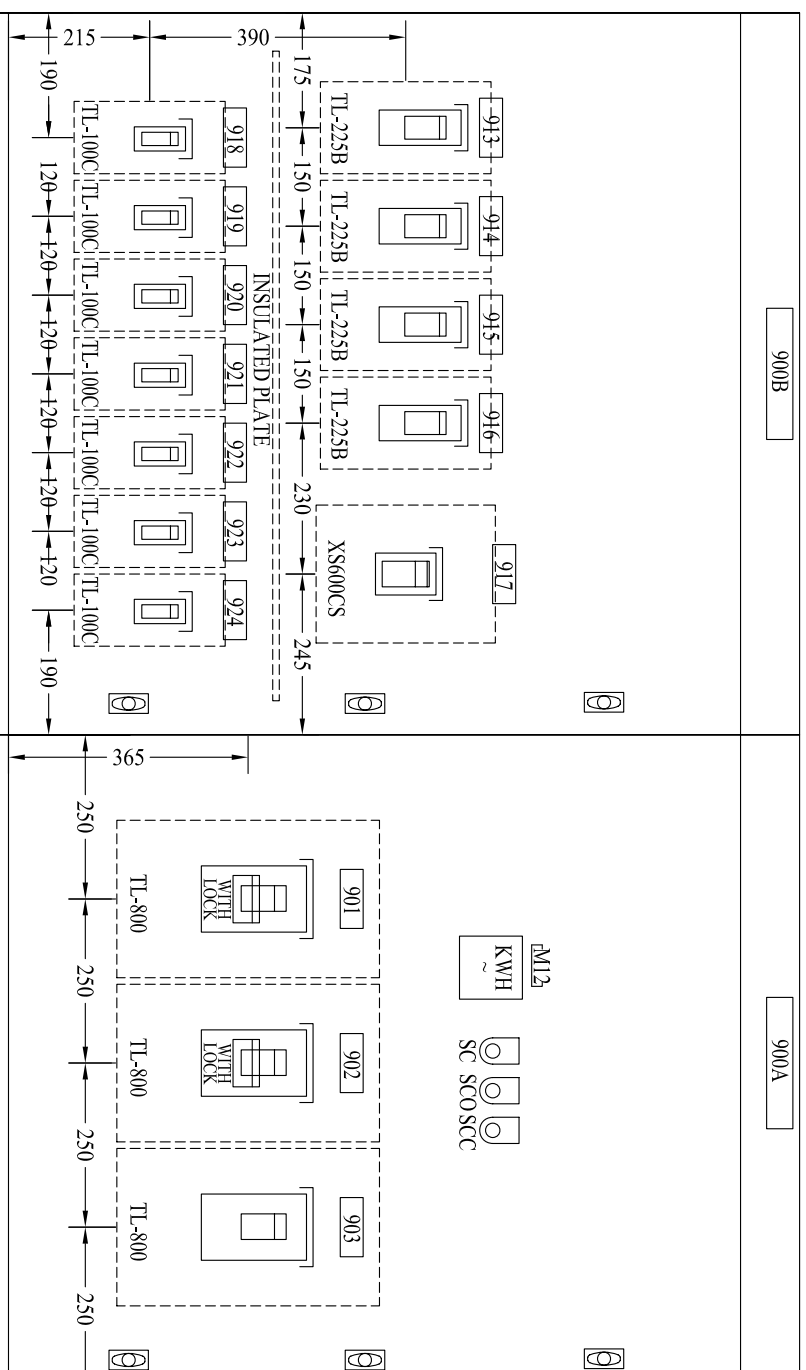 900B
913 914 915 916 917
TL-225B TL-225B TL-225B TL-225B XS600CS
175 150 150 150 230 245
390
INSULATED PLATE
918 919 920 921 922 923 924
TL-100C TL-100C TL-100C TL-100C TL-100C TL-100C TL-100C
190 120 120 120 120 120 120 190
215
900A
M12
KWH
~
SC SCO SCC
901 902 903
WITH
LOCK
WITH
LOCK
TL-800 TL-800 TL-800
365
250 250 250 250